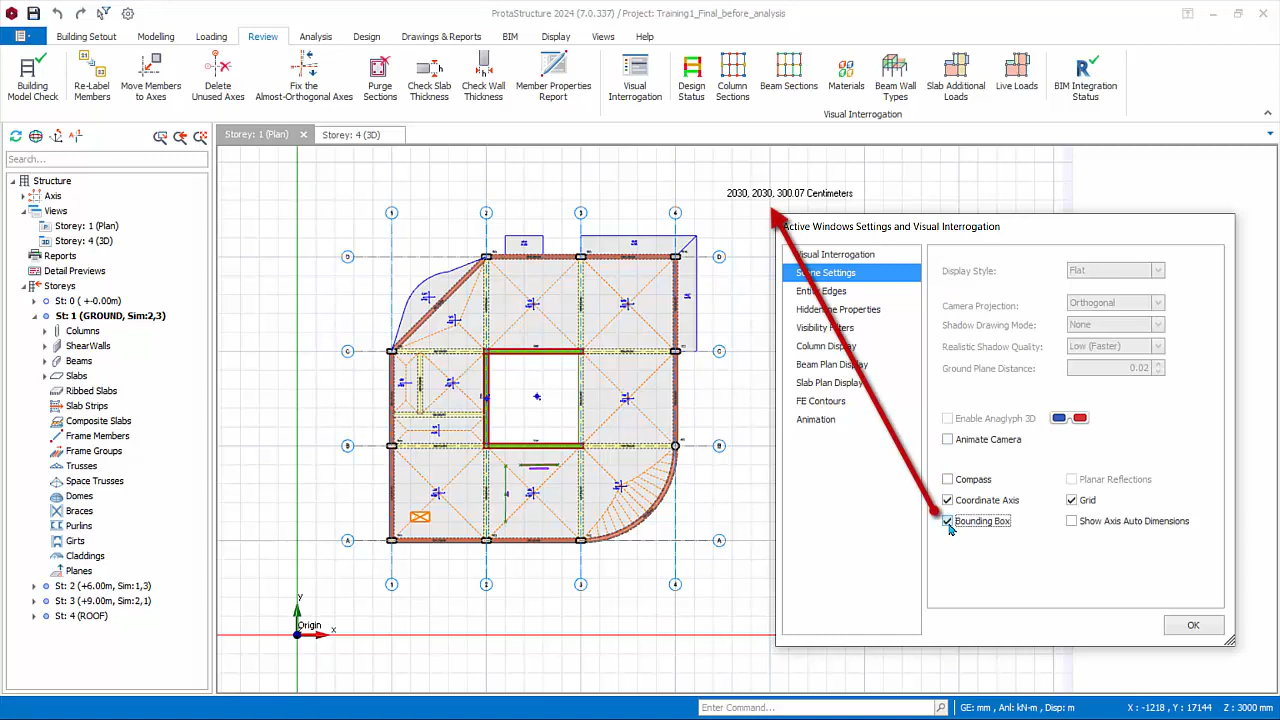 ProtaStructure 2024 (7.0.337) / Project: Training1_Final_before_analysis
Building Setout
Modelling
Loading
Review
Analysis
Design
Drawings & Reports
BIM
Display
Views
Help
Building Model Check
Re-Label Members
Move Members to Axes
Delete Unused Axes
Fix the Almost-Orthogonal Axes
Purge Sections
Check Slab Thickness
Check Wall Thickness
Member Properties Report
Visual Interrogation
Design Status
Column Sections
Beam Sections
Materials
Beam Wall Types
Slab Additional Loads
Live Loads
BIM Integration Status
Visual Interrogation
Storey: 1 (Plan)
Storey: 4 (3D)
Search...
Structure
Axis
Views
Storey: 1 (Plan)
Storey: 4 (3D)
Reports
Detail Previews
Storeys
St: 0 ( +-0.00m)
St: 1 (GROUND, Sim:2,3)
Columns
ShearWalls
Beams
Slabs
Ribbed Slabs
Slab Strips
Composite Slabs
Frame Members
Frame Groups
Trusses
Space Trusses
Domes
Braces
Purlins
Girts
Claddings
Planes
St: 2 (+6.00m, Sim:1,3)
St: 3 (+9.00m, Sim:2,1)
St: 4 (ROOF)
2030, 2030, 300.07 Centimeters
1
2
3
4
D
D
C
C
B
B
A
A
1
2
3
4
y
Origin
x
Active Windows Settings and Visual Interrogation
Visual Interrogation
Scene Settings
Entity Edges
Hiddenline Properties
Visibility Filters
Column Display
Beam Plan Display
Slab Plan Display
FE Contours
Animation
Display Style:
Flat
Camera Projection:
Orthogonal
Shadow Drawing Mode:
None
Realistic Shadow Quality:
Low (Faster)
Ground Plane Distance:
0.02
Enable Anaglyph 3D
Animate Camera
Compass
Planar Reflections
Coordinate Axis
Grid
Bounding Box
Show Axis Auto Dimensions
OK
Enter Command...
GE: mm , Anl: kN-m , Disp: m
X : -1218 , Y : 17144
Z : 3000 mm